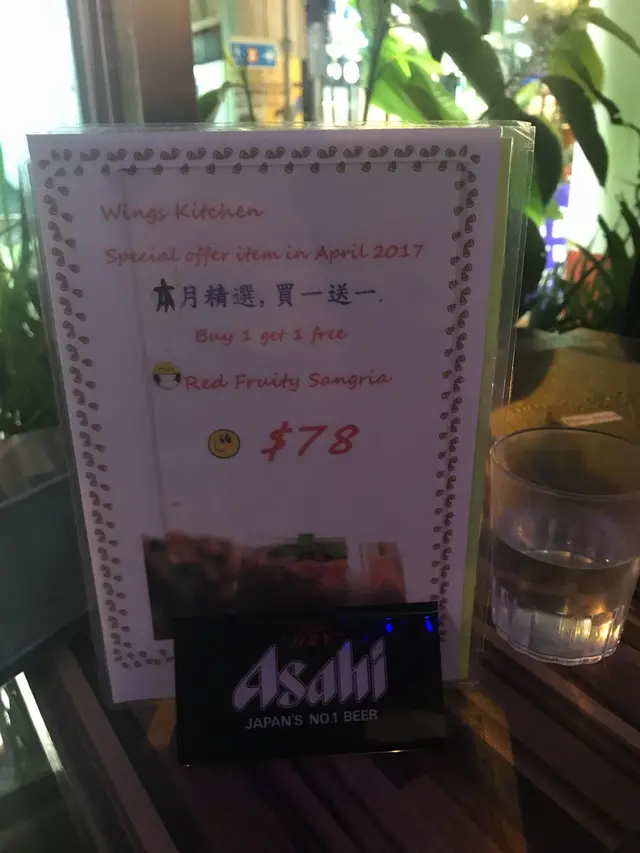 Wings Kitchen
Special offer item in April 2017
本月精選, 買一送一.
Buy 1 get 1 free
Red Fruity Sangria
$78
Asahi
JAPAN'S NO.1 BEER